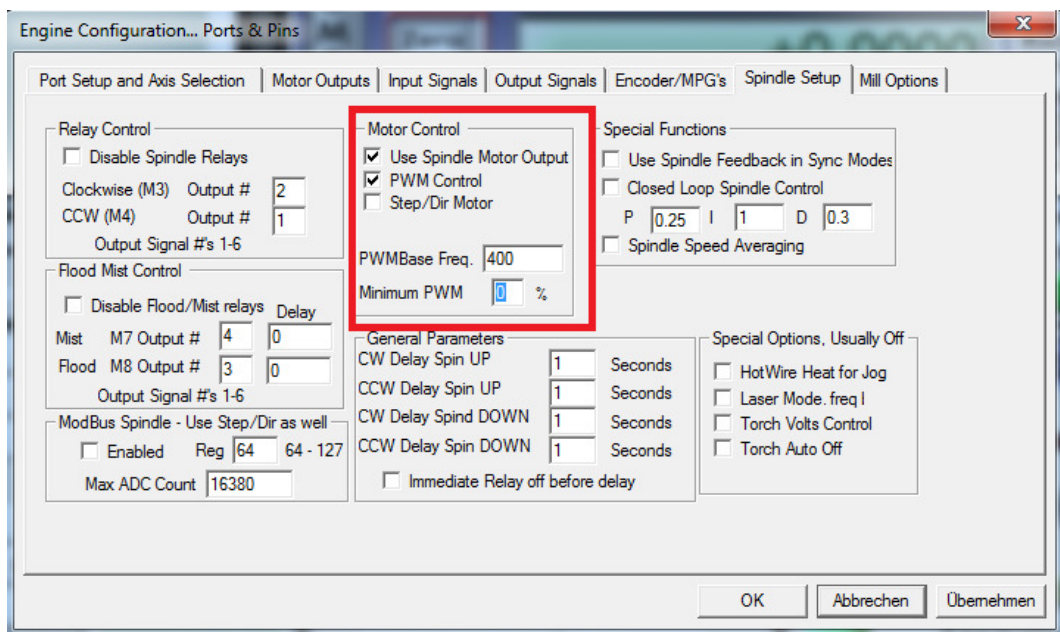 Engine Configuration... Ports & Pins
Port Setup and Axis Selection Motor Outputs Input Signals Output Signals Encoder/MPG's Spindle Setup Mill Options
Relay Control
Disable Spindle Relays
Clockwise (M3) Output # 2
CCW (M4) Output # 1
Output Signal #'s 1-6
Flood Mist Control
Disable Flood/Mist relays Delay
Mist M7 Output # 4 0
Flood M8 Output # 3 0
Output Signal #'s 1-6
ModBus Spindle - Use Step/Dir as well
Enabled Reg 64 64 - 127
Max ADC Count 16380
Motor Control
Use Spindle Motor Output
PWM Control
Step/Dir Motor
PWMBase Freq. 400
Minimum PWM 0 %
General Parameters
CW Delay Spin UP 1 Seconds
CCW Delay Spin UP 1 Seconds
CW Delay Spind DOWN 1 Seconds
CCW Delay Spin DOWN 1 Seconds
Immediate Relay off before delay
Special Functions
Use Spindle Feedback in Sync Modes
Closed Loop Spindle Control
P 0.25 I 1 D 0.3
Spindle Speed Averaging
Special Options, Usually Off
HotWire Heat for Jog
Laser Mode. freq I
Torch Volts Control
Torch Auto Off
OK Abbrechen Übernehmen